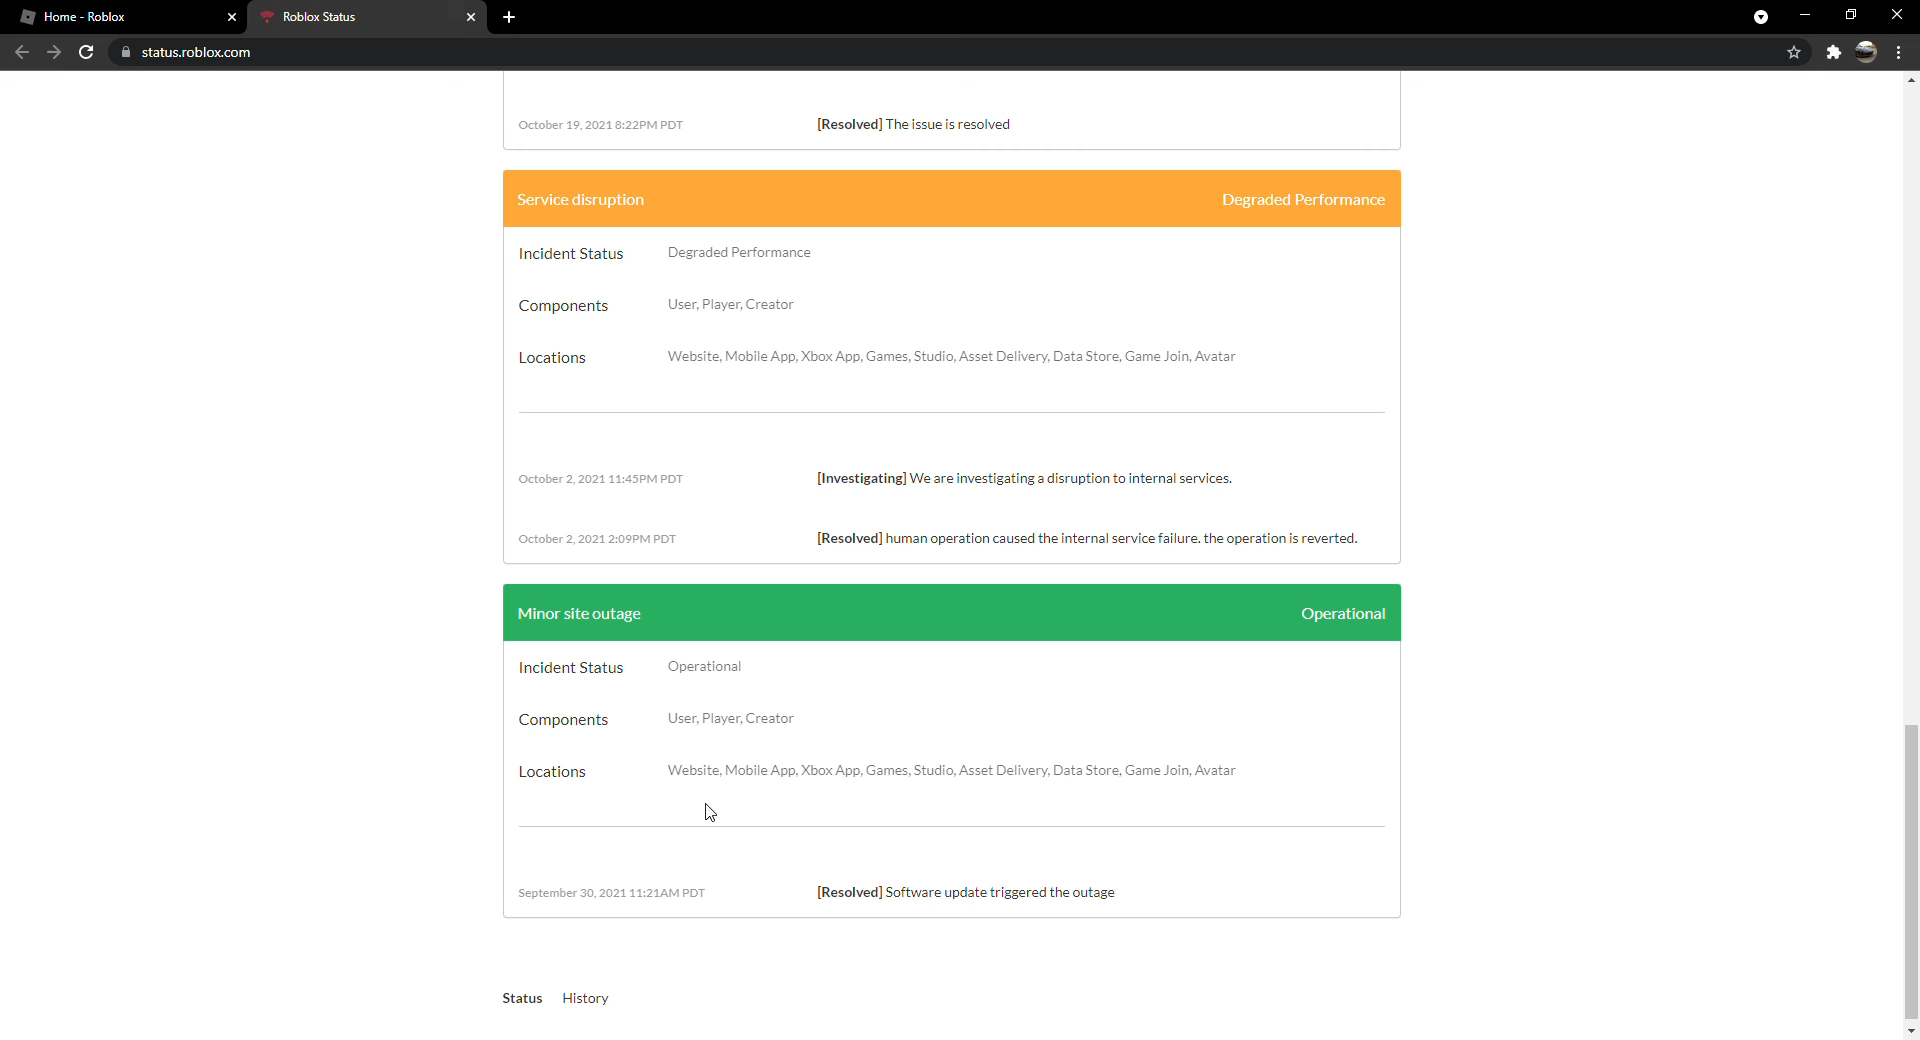 Home - Roblox
Roblox Status
status.roblox.com
October 19, 2021 8:22PM PDT [Resolved] The issue is resolved
Service disruption Degraded Performance
Incident Status Degraded Performance
Components User, Player, Creator
Locations Website, Mobile App, Xbox App, Games, Studio, Asset Delivery, Data Store, Game Join, Avatar
October 2, 2021 11:45PM PDT [Investigating] We are investigating a disruption to internal services.
October 2, 2021 2:09PM PDT [Resolved] human operation caused the internal service failure. the operation is reverted.
Minor site outage Operational
Incident Status Operational
Components User, Player, Creator
Locations Website, Mobile App, Xbox App, Games, Studio, Asset Delivery, Data Store, Game Join, Avatar
September 30, 2021 11:21AM PDT [Resolved] Software update triggered the outage
Status History